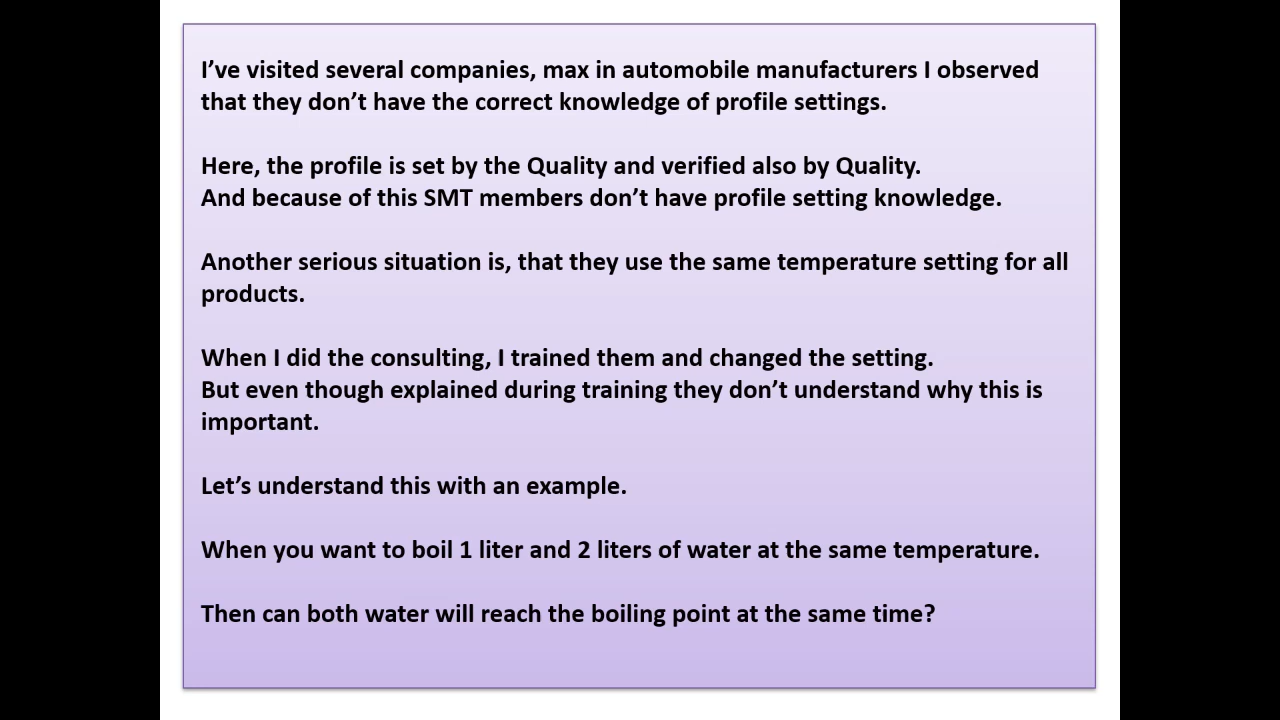 I’ve visited several companies, max in automobile manufacturers I observed
that they don’t have the correct knowledge of profile settings.
Here, the profile is set by the Quality and verified also by Quality.
And because of this SMT members don’t have profile setting knowledge.
Another serious situation is, that they use the same temperature setting for all
products.
When I did the consulting, I trained them and changed the setting.
But even though explained during training they don’t understand why this is
important.
Let’s understand this with an example.
When you want to boil 1 liter and 2 liters of water at the same temperature.
Then can both water will reach the boiling point at the same time?